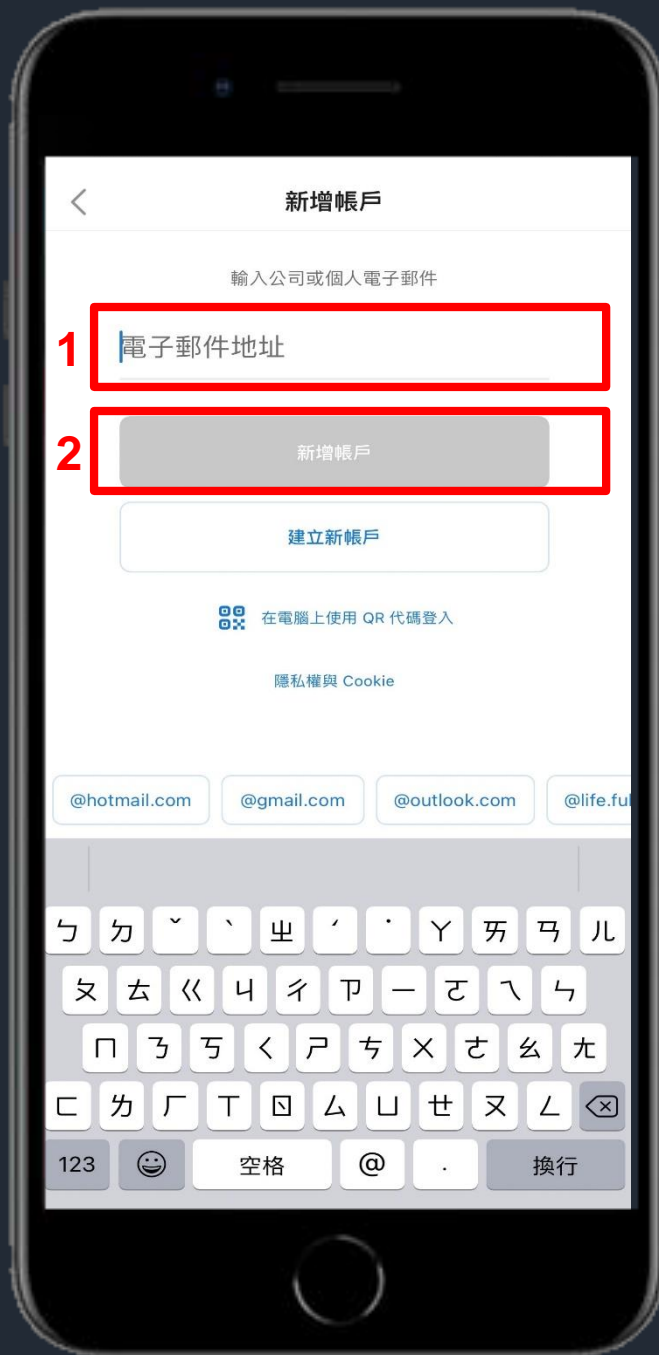 新增帳戶
輸入公司或個人電子郵件
1 電子郵件地址
2 新增帳戶
建立新帳戶
在電腦上使用 QR 代碼登入
隱私權與 Cookie
@hotmail.com @gmail.com @outlook.com @life.ful
ㄅ ㄉ ˇ ˋ ㄓ ˊ ˙ ㄚ ㄞ ㄢ ㄦ
ㄆ ㄊ ㄍ ㄐ ㄔ ㄗ ㄧ ㄛ ㄟ ㄣ
ㄇ ㄋ ㄎ ㄑ ㄕ ㄘ ㄨ ㄜ ㄠ ㄤ
ㄈ ㄌ ㄏ ㄒ ㄖ ㄙ ㄩ ㄝ ㄡ ㄥ
123 空格 @ . 換行